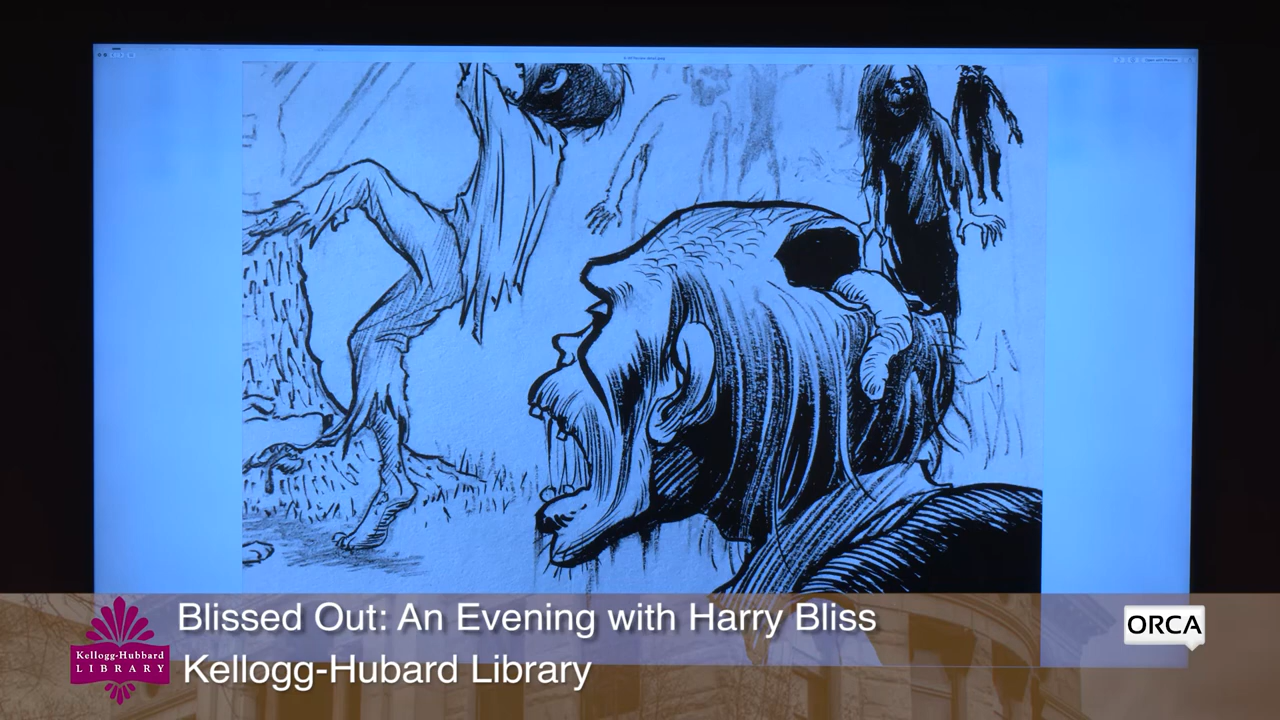 Blissed Out: An Evening with Harry Bliss
Kellogg-Hubard Library
Kellogg-Hubbard
LIBRARY
ORCA